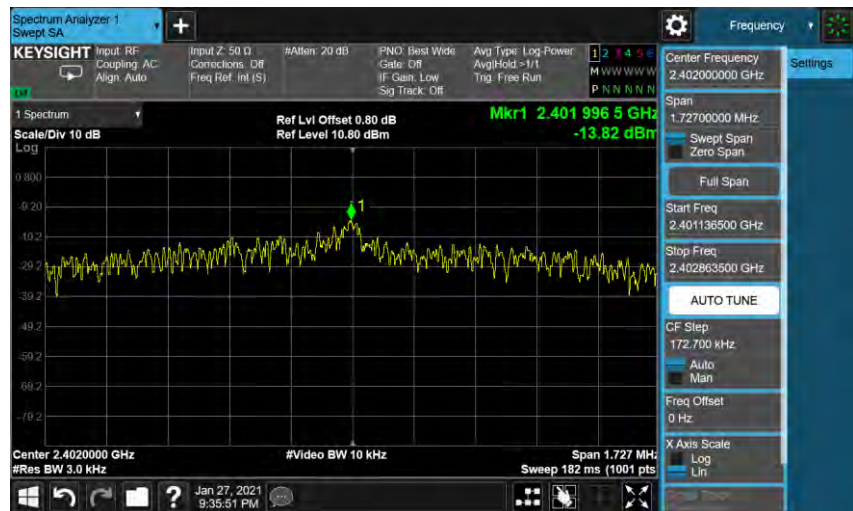 Spectrum Analyzer 1
Swept SA
Frequency
KEYSIGHT
Input: RF
Coupling: AC
Align: Auto
Input Z: 50 Ω
Corrections: Off
Freq Ref: Int (S)
#Atten: 20 dB
PNO: Best Wide
Gate: Off
IF Gain: Low
Sig Track: Off
Avg Type: Log-Power
Avg|Hold:>1/1
Trig: Free Run
1 2 3 4 5 6
M W W W W W
P N N N N N
Center Frequency
2.402000000 GHz
Settings
Span
1.72700000 MHz
Swept Span
Zero Span
Full Span
Start Freq
2.401136500 GHz
Stop Freq
2.402863500 GHz
AUTO TUNE
CF Step
172.700 kHz
Auto
Man
Freq Offset
0 Hz
X Axis Scale
Log
Lin
1 Spectrum
Scale/Div 10 dB
Log
Ref Lvl Offset 0.80 dB
Ref Level 10.80 dBm
Mkr1 2.401 996 5 GHz
-13.82 dBm
1
0.800
-9.20
-19.2
-29.2
-39.2
-49.2
-59.2
-69.2
-79.2
Center 2.4020000 GHz
#Res BW 3.0 kHz
#Video BW 10 kHz
Span 1.727 MHz
Sweep 182 ms (1001 pts
?
Jan 27, 2021
9:35:51 PM